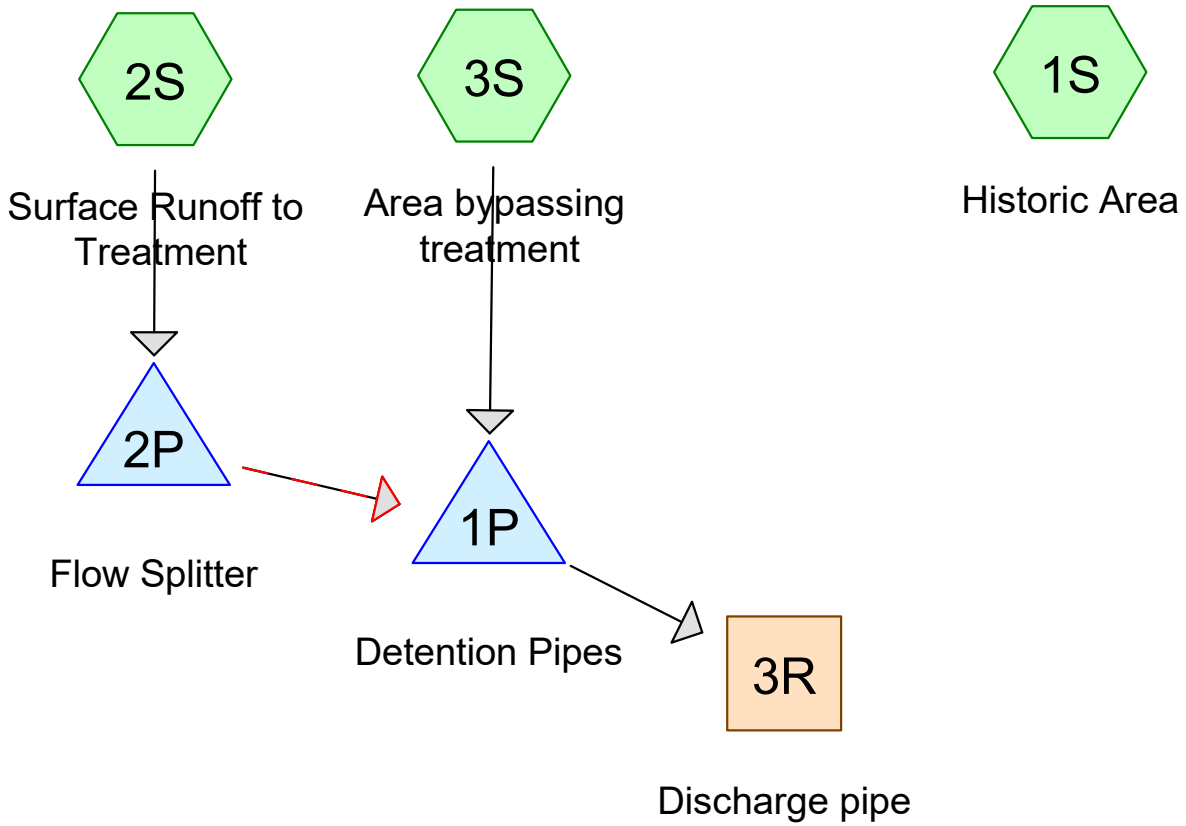 2S
3S
1S
Surface Runoff to
Treatment
Area bypassing
treatment
Historic Area
2P
1P
Flow Splitter
Detention Pipes
3R
Discharge pipe